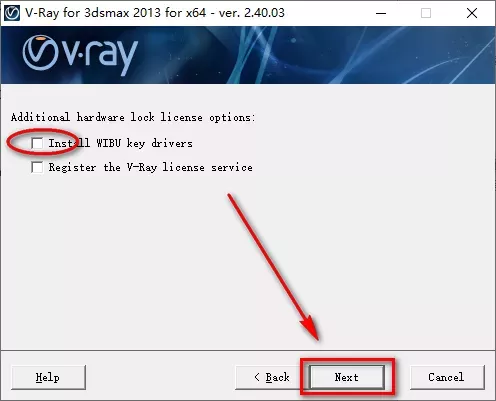 V-Ray for 3dsmax 2013 for x64 - ver. 2.40.03
v·ray
Additional hardware lock license options:
Install WIBU key drivers
Register the V-Ray license service
Help
< Back
Next
Cancel